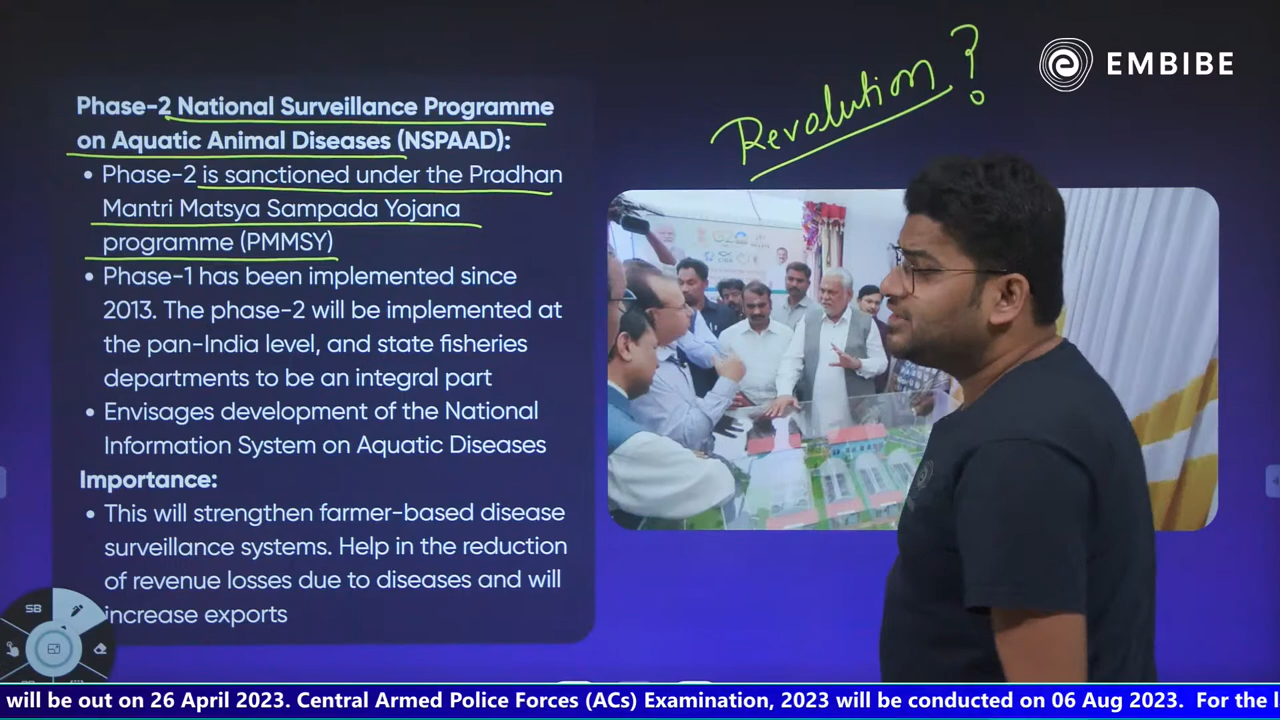 Revolution ?
EMBIBE
Phase-2 National Surveillance Programme
on Aquatic Animal Diseases (NSPAAD):
• Phase-2 is sanctioned under the Pradhan
Mantri Matsya Sampada Yojana
programme (PMMSY)
• Phase-1 has been implemented since
2013. The phase-2 will be implemented at
the pan-India level, and state fisheries
departments to be an integral part
• Envisages development of the National
Information System on Aquatic Diseases
Importance:
• This will strengthen farmer-based disease
surveillance systems. Help in the reduction
of revenue losses due to diseases and will
increase exports
SB
will be out on 26 April 2023. Central Armed Police Forces (ACs) Examination, 2023 will be conducted on 06 Aug 2023. For the